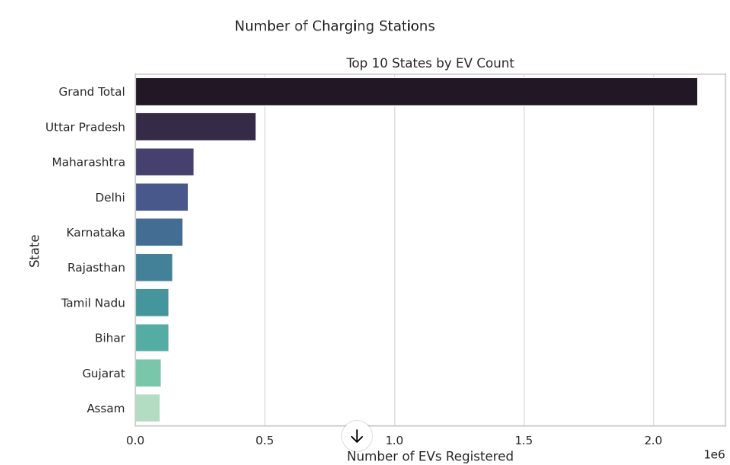 Number of Charging Stations
Top 10 States by EV Count
Grand Total
Uttar Pradesh
Maharashtra
Delhi
Karnataka
Rajasthan
Tamil Nadu
Bihar
Gujarat
Assam
State
0.0 0.5 1.0 1.5 2.0
1e6
Number of EVs Registered